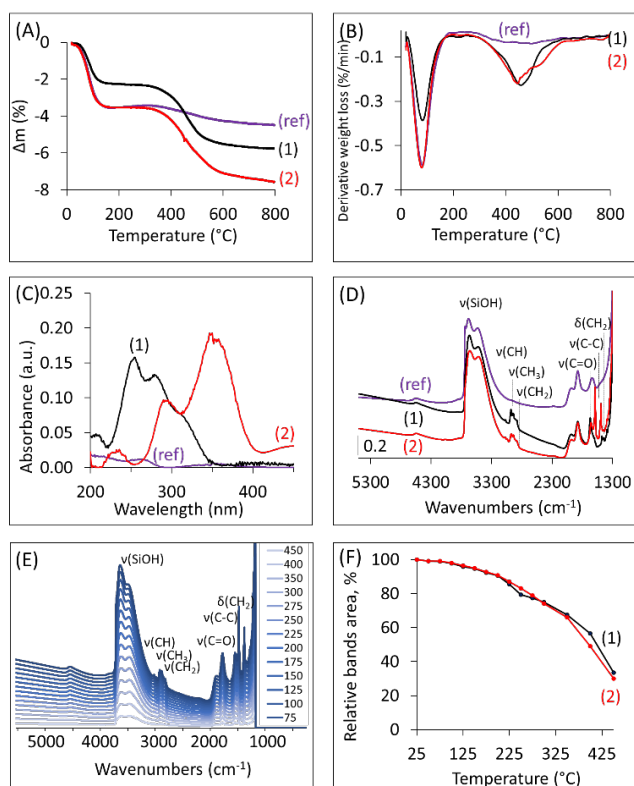 (A)
0
-2
-4
-6
-8
0 200 400 600 800
Δm (%)
Temperature (°C)
(ref)
(1)
(2)
(B)
-0.1
-0.3
-0.5
-0.7
0 200 400 600 800
Derivative weight loss (%/min)
Temperature (°C)
(ref)
(1)
(2)
(C)
0.25
0.20
0.15
0.10
0.05
0.00
200 300 400
Absorbance (a.u.)
Wavelength (nm)
(1)
(2)
(ref)
(D)
ν(SiOH)
ν(CH)
ν(CH3)
ν(CH2)
δ(CH2)
ν(C-C)
ν(C=O)
(ref)
(1)
(2)
0.2
5300 4300 3300 2300 1300
Wavenumbers (cm-1)
(E)
ν(SiOH)
ν(CH)
ν(CH3)
ν(CH2)
δ(CH2)
ν(C-C)
ν(C=O)
450
400
350
300
275
250
225
200
175
150
125
100
75
5000 4000 3000 2000 1000
Wavenumbers (cm-1)
(F)
100
80
60
40
20
0
25 125 225 325 425
Relative bands area, %
Temperature (°C)
(1)
(2)